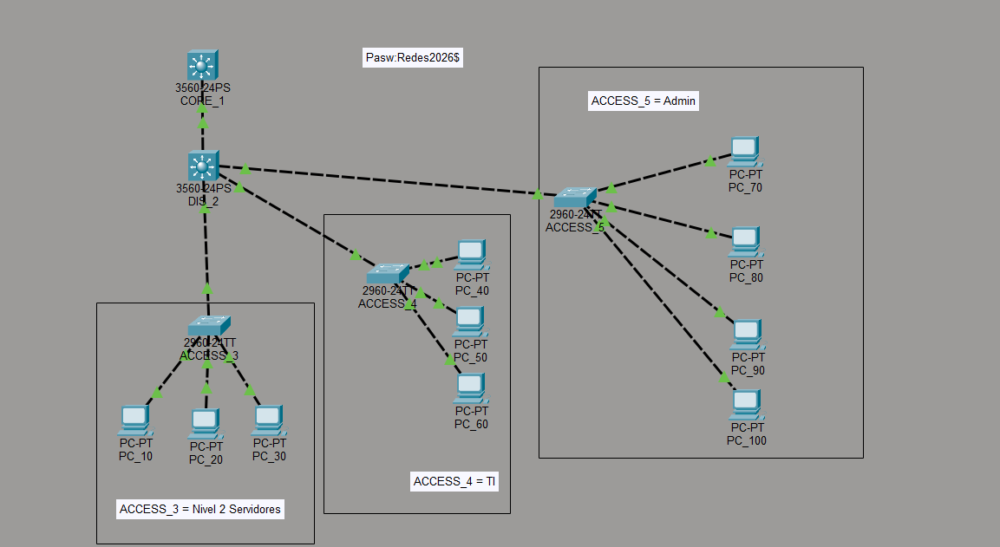 Pasw:Redes2026$
3560-24PS
CORE_1
3560-24PS
DIS_2
ACCESS_5 = Admin
PC-PT
PC_70
2960-24TT
ACCESS_5
PC-PT
PC_80
PC-PT
PC_90
PC-PT
PC_100
2960-24TT
ACCESS_4
PC-PT
PC_40
PC-PT
PC_50
PC-PT
PC_60
ACCESS_4 = TI
2960-24TT
ACCESS_3
PC-PT
PC_10
PC-PT
PC_20
PC-PT
PC_30
ACCESS_3 = Nivel 2 Servidores